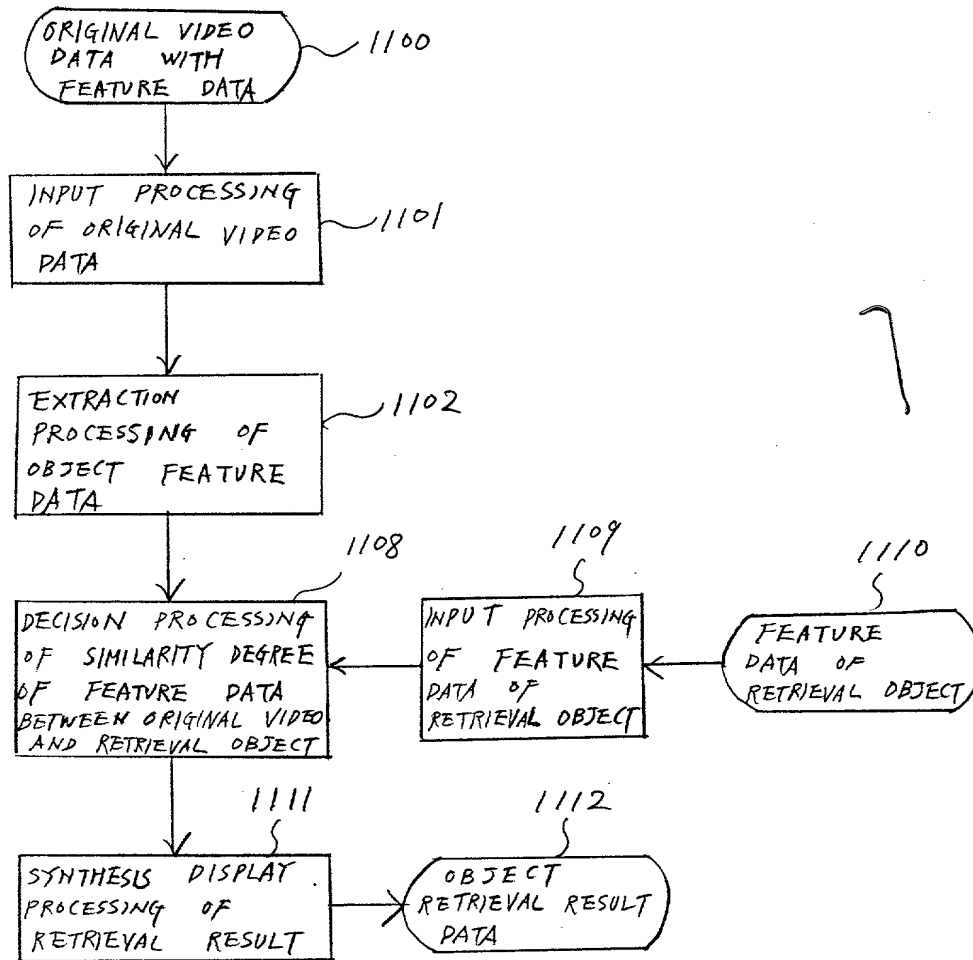 ORIGINAL VIDEO
DATA WITH
FEATURE DATA
1100
INPUT PROCESSING
OF ORIGINAL VIDEO
DATA
1101
EXTRACTION
PROCESSING OF
OBJECT FEATURE
DATA
1102
1108
DECISION PROCESSING
OF SIMILARITY DEGREE
OF FEATURE DATA
BETWEEN ORIGINAL VIDEO
AND RETRIEVAL OBJECT
1109
INPUT PROCESSING
OF FEATURE
DATA OF
RETRIEVAL OBJECT
1110
FEATURE
DATA OF
RETRIEVAL OBJECT
1111
SYNTHESIS DISPLAY
PROCESSING OF
RETRIEVAL RESULT
1112
OBJECT
RETRIEVAL RESULT
DATA